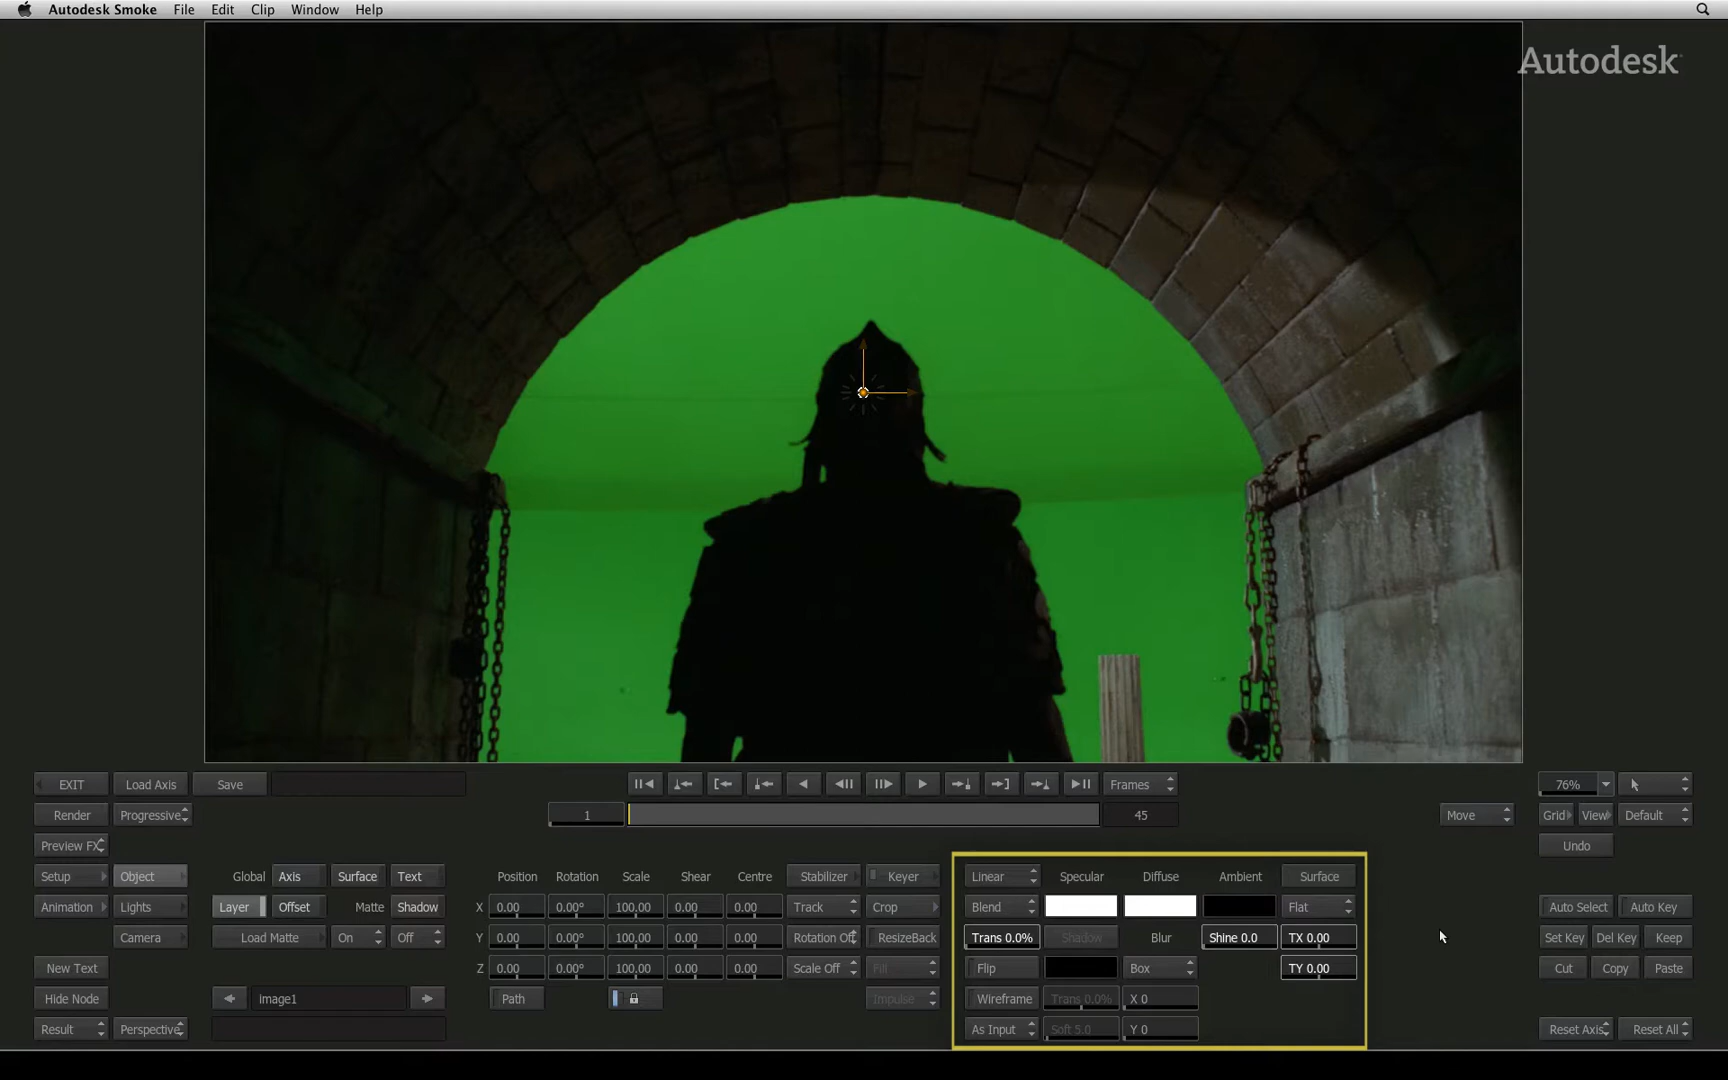 Autodesk Smoke File Edit Clip Window Help
Autodesk
EXIT Load Axis Save Frames 76%
Render Progressive 1 45 Move Grid View Default
Preview FX Undo
Setup Object Global Axis Surface Text Position Rotation Scale Shear Centre Stabilizer Keyer Linear Specular Diffuse Ambient Surface
Animation Lights Layer Offset Matte Shadow X 0.00 0.00° 100.00 0.00 0.00 Track Crop Blend Flat Auto Select Auto Key
Camera Load Matte On Off Y 0.00 0.00° 100.00 0.00 0.00 Rotation Off ResizeBack Trans 0.0% Shadow Blur Shine 0.0 TX 0.00 Set Key Del Key Keep
New Text Z 0.00 0.00° 100.00 0.00 0.00 Scale Off Fill Flip Box TY 0.00 Cut Copy Paste
Hide Node image1 Path Impulse Wireframe Trans 0.0% X 0
Result Perspective As Input Soft 5.0 Y 0 Reset Axis Reset All